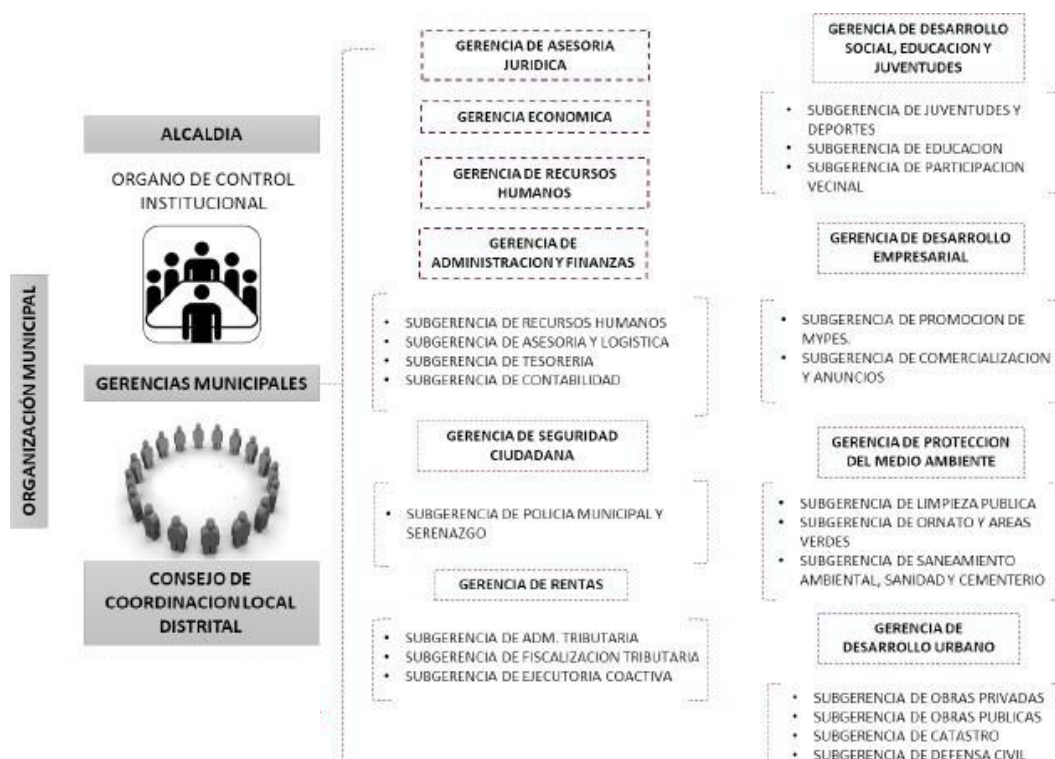 ORGANIZACIÓN MUNICIPAL
ALCALDIA
ORGANO DE CONTROL
INSTITUCIONAL
GERENCIAS MUNICIPALES
CONSEJO DE
COORDINACION LOCAL
DISTRITAL
GERENCIA DE ASESORIA
JURIDICA
GERENCIA ECONOMICA
GERENCIA DE RECURSOS
HUMANOS
GERENCIA DE
ADMINISTRACION Y FINANZAS
• SUBGERENCIA DE RECURSOS HUMANOS
• SUBGERENCIA DE ASESORIA Y LOGISTICA
• SUBGERENCIA DE TESORERIA
• SUBGERENCIA DE CONTABILIDAD
GERENCIA DE SEGURIDAD
CIUDADANA
• SUBGERENCIA DE POLICIA MUNICIPAL Y
SERENAZGO
GERENCIA DE RENTAS
• SUBGERENCIA DE ADM. TRIBUTARIA
• SUBGERENCIA DE FISCALIZACION TRIBUTARIA
• SUBGERENCIA DE EJECUTORIA COACTIVA
GERENCIA DE DESARROLLO
SOCIAL, EDUCACION Y
JUVENTUDES
• SUBGERENCIA DE JUVENTUDES Y
DEPORTES
• SUBGERENCIA DE EDUCACION
• SUBGERENCIA DE PARTICIPACION
VECINAL
GERENCIA DE DESARROLLO
EMPRESARIAL
• SUBGERENCIA DE PROMOCION DE
MYPES.
• SUBGERENCIA DE COMERCIALIZACION
Y ANUNCIOS
GERENCIA DE PROTECCION
DEL MEDIO AMBIENTE
• SUBGERENCIA DE LIMPIEZA PUBLICA
• SUBGERENCIA DE ORNATO Y AREAS
VERDES
• SUBGERENCIA DE SANEAMIENTO
AMBIENTAL, SANIDAD Y CEMENTERIO
GERENCIA DE
DESARROLLO URBANO
• SUBGERENCIA DE OBRAS PRIVADAS
• SUBGERENCIA DE OBRAS PUBLICAS
• SUBGERENCIA DE CATASTRO
• SUBGERENCIA DE DEFENSA CIVIL